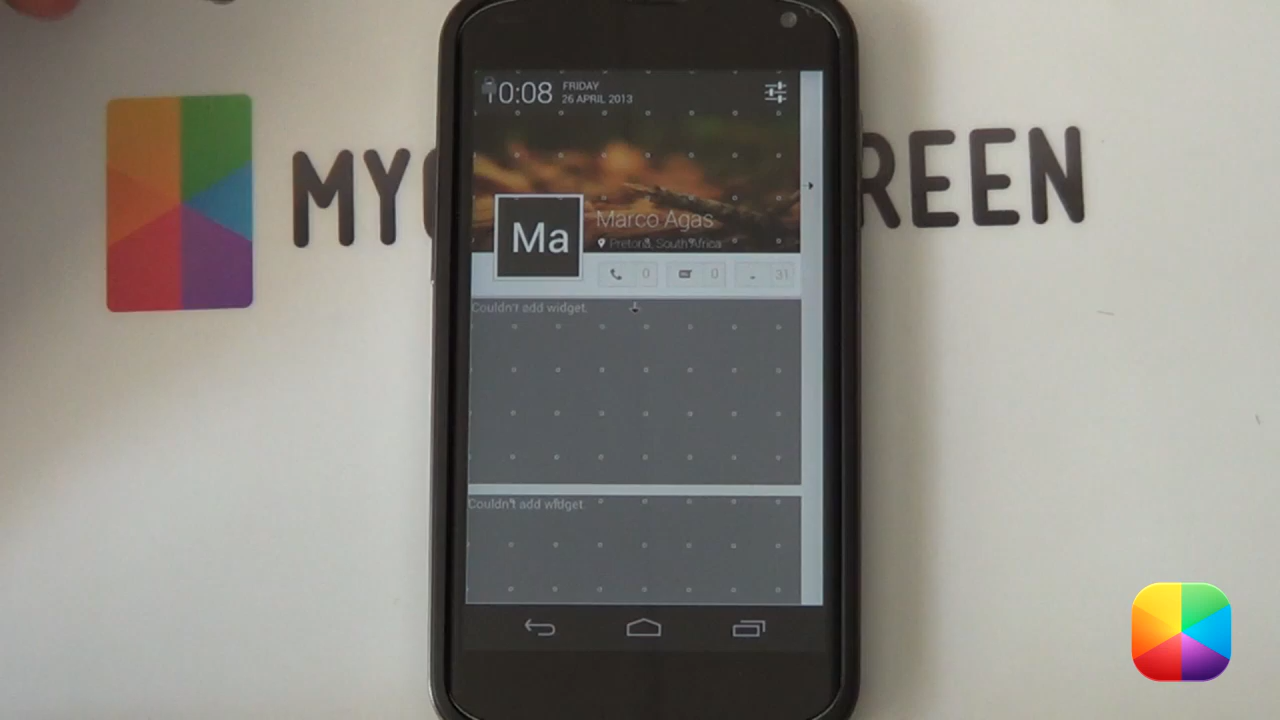 10:08
FRIDAY
26 APRIL 2013
MYC
REEN
Marco Agas
Ma
Pretoria, South Africa
0
0
31
Couldn't add widget.
Couldn't add widget.